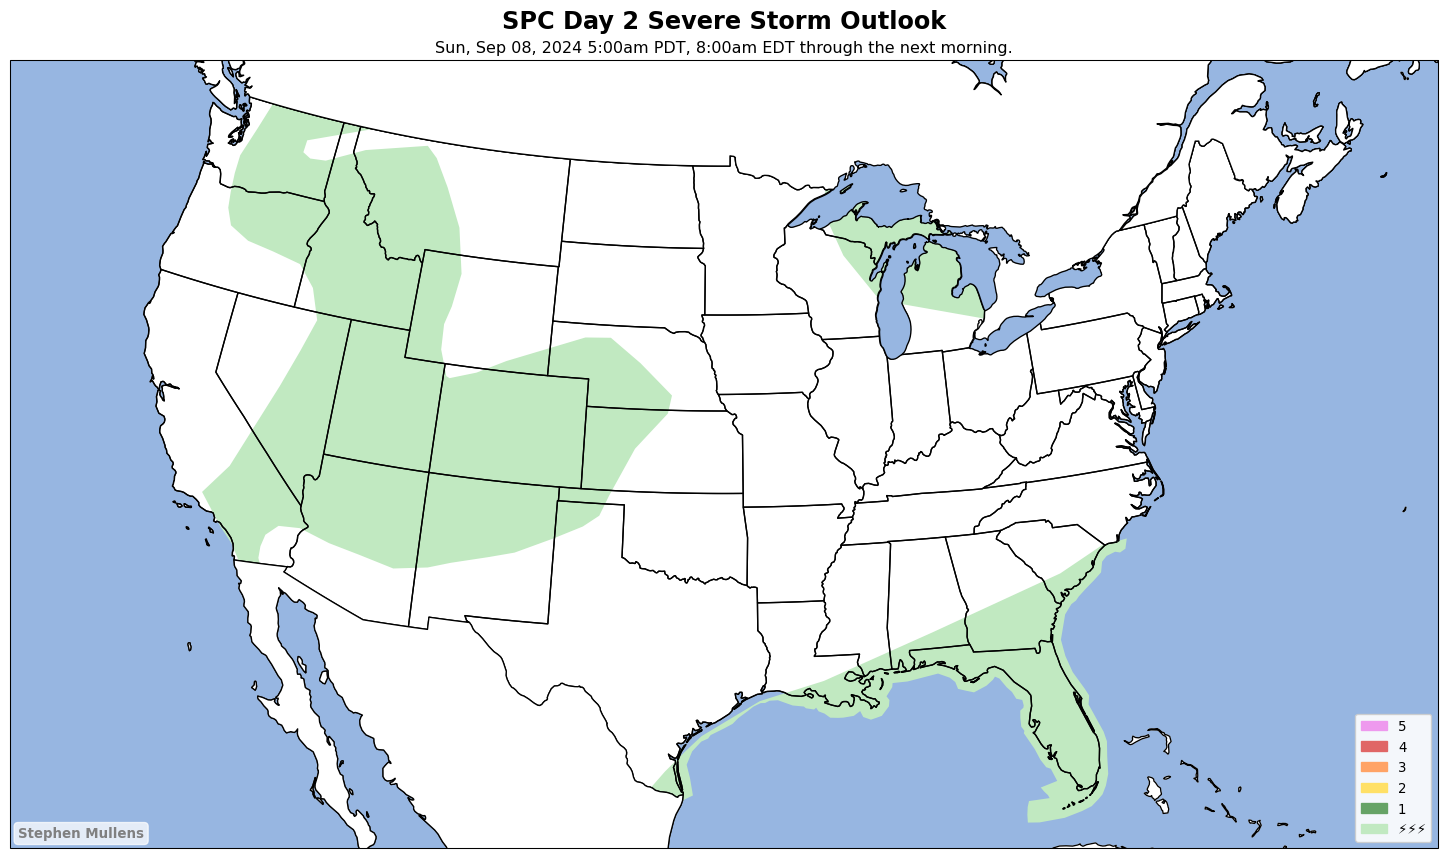 SPC Day 2 Severe Storm Outlook
Sun, Sep 08, 2024 5:00am PDT, 8:00am EDT through the next morning.
5
4
3
2
1
⚡⚡⚡
Stephen Mullens